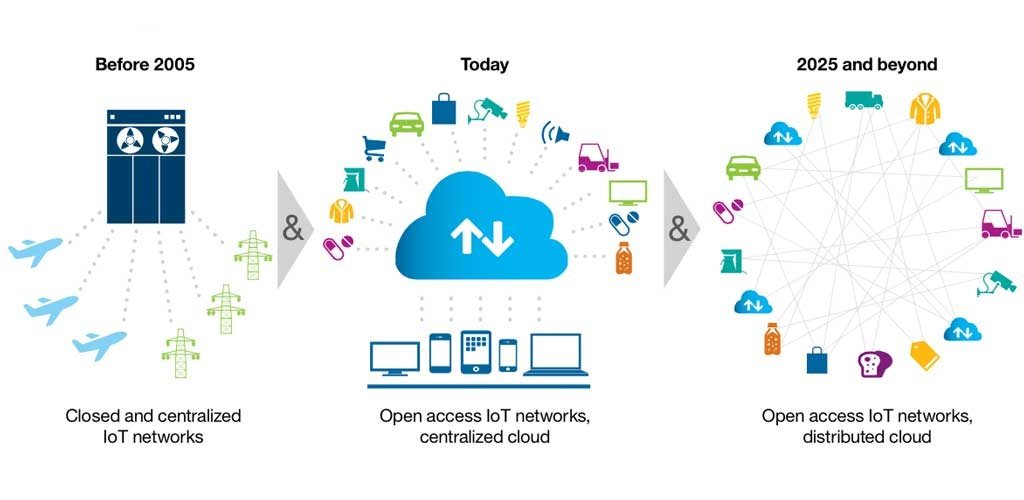 Before 2005
Today
2025 and beyond
&
&
Closed and centralized
IoT networks
Open access IoT networks,
centralized cloud
Open access IoT networks,
distributed cloud